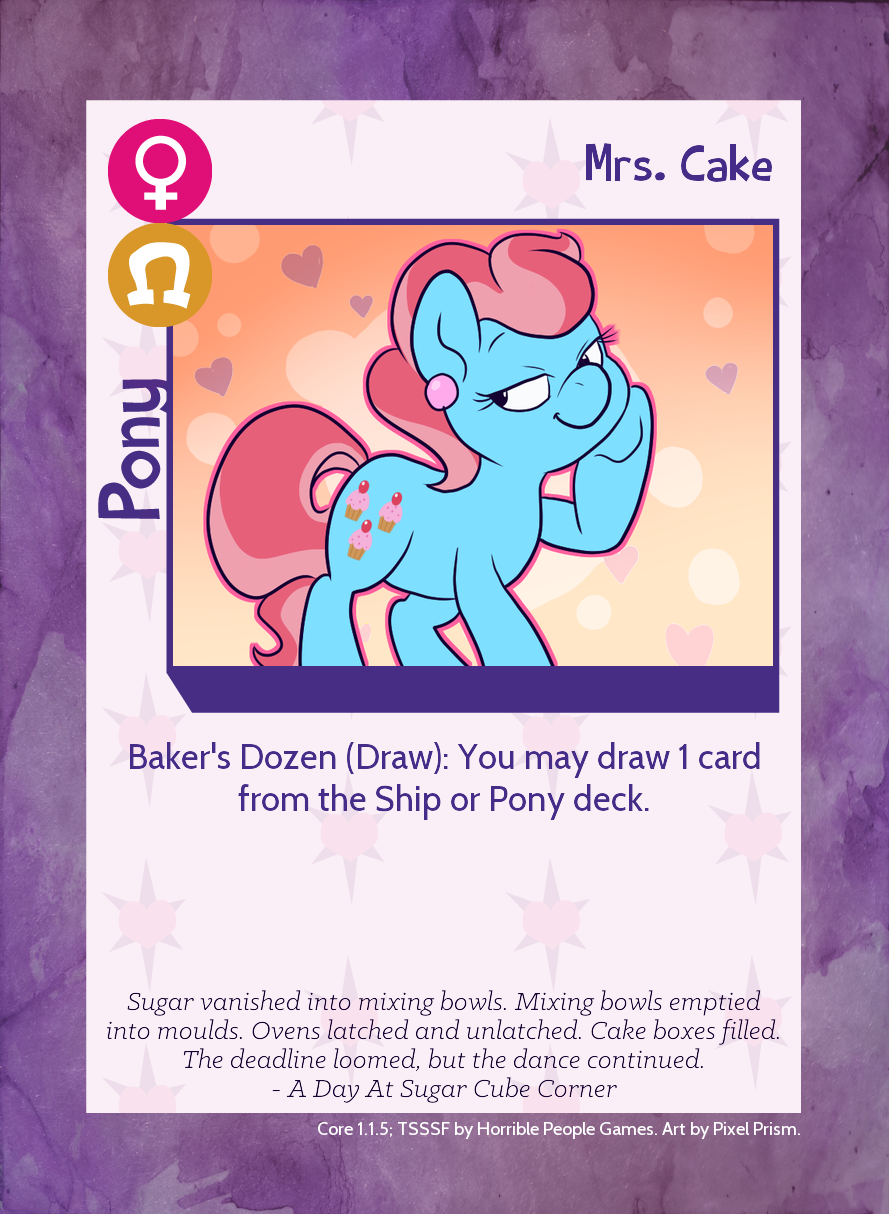 Mrs. Cake
Pony
Baker's Dozen (Draw): You may draw 1 card
from the Ship or Pony deck.
Sugar vanished into mixing bowls. Mixing bowls emptied
into moulds. Ovens latched and unlatched. Cake boxes filled.
The deadline loomed, but the dance continued.
- A Day At Sugar Cube Corner
Core 1.1.5; TSSSF by Horrible People Games. Art by Pixel Prism.